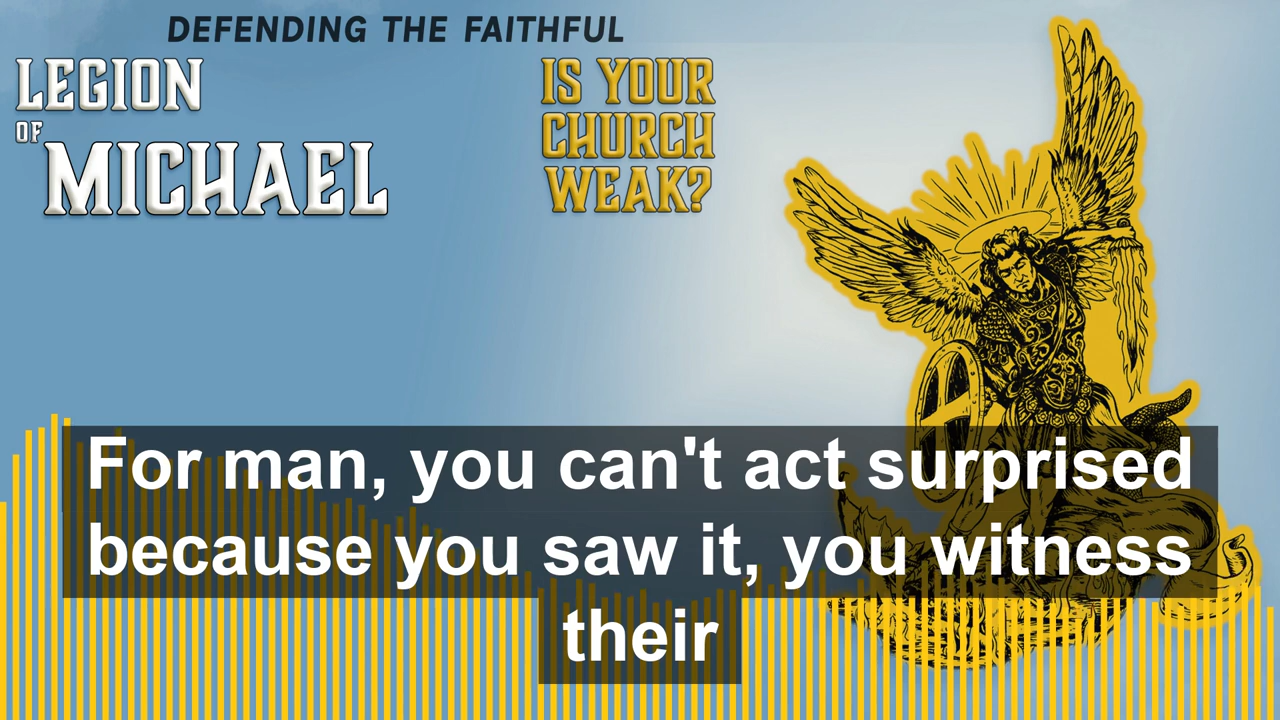 DEFENDING THE FAITHFUL
LEGION
OF
MICHAEL
IS YOUR
CHURCH
WEAK?
For man, you can't act surprised
because you saw it, you witness
their